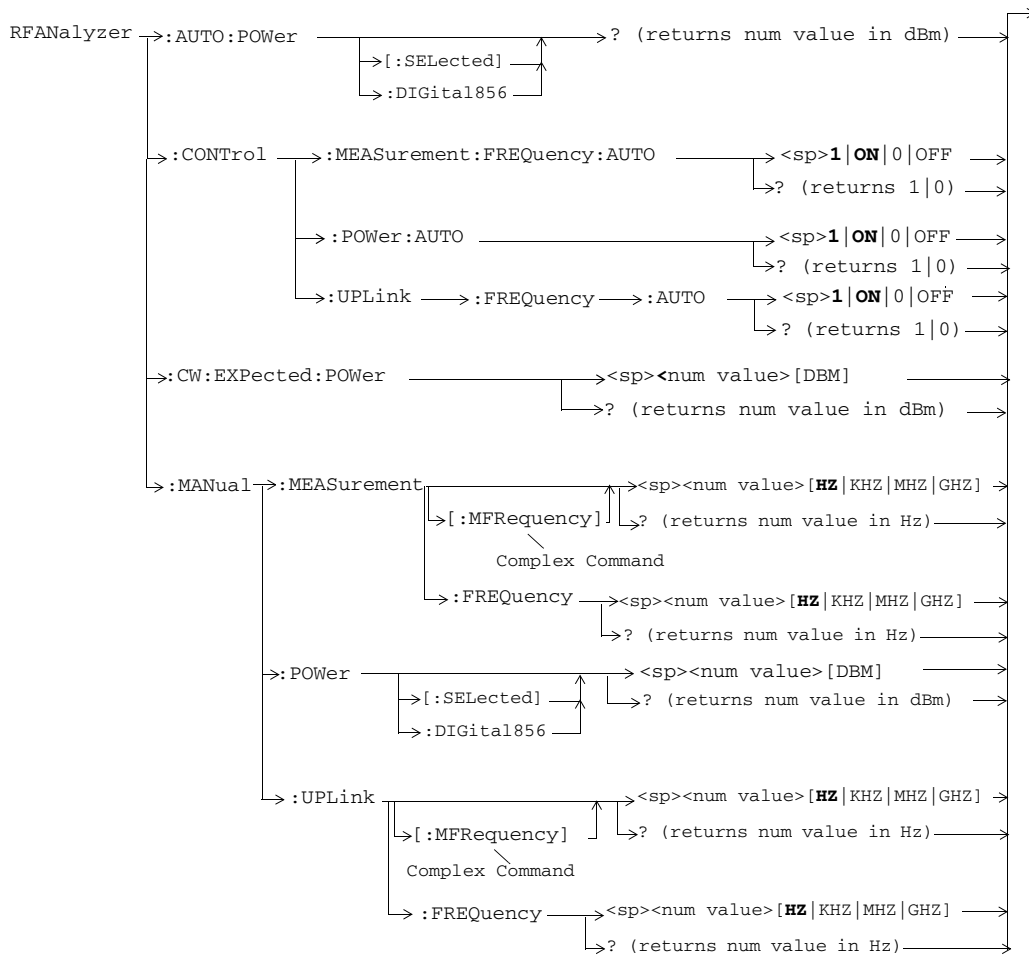 RFANalyzer :AUTO:POWer ? (returns num value in dBm)
[:SELected]
:DIGital856
:CONTrol :MEASurement:FREQuency:AUTO <sp>1|ON|0|OFF
? (returns 1|0)
:POWer:AUTO <sp>1|ON|0|OFF
? (returns 1|0)
:UPLink :FREQuency :AUTO <sp>1|ON|0|OFF
? (returns 1|0)
:CW:EXPected:POWer <sp><num value>[DBM]
? (returns num value in dBm)
:MANual :MEASurement <sp><num value>[HZ|KHZ|MHZ|GHZ]
[:MFRequency] ? (returns num value in Hz)
Complex Command
:FREQuency <sp><num value>[HZ|KHZ|MHZ|GHZ]
? (returns num value in Hz)
:POWer <sp><num value>[DBM]
[:SELected] ? (returns num value in dBm)
:DIGital856
:UPLink <sp><num value>[HZ|KHZ|MHZ|GHZ]
[:MFRequency] ? (returns num value in Hz)
Complex Command
:FREQuency <sp><num value>[HZ|KHZ|MHZ|GHZ]
? (returns num value in Hz)